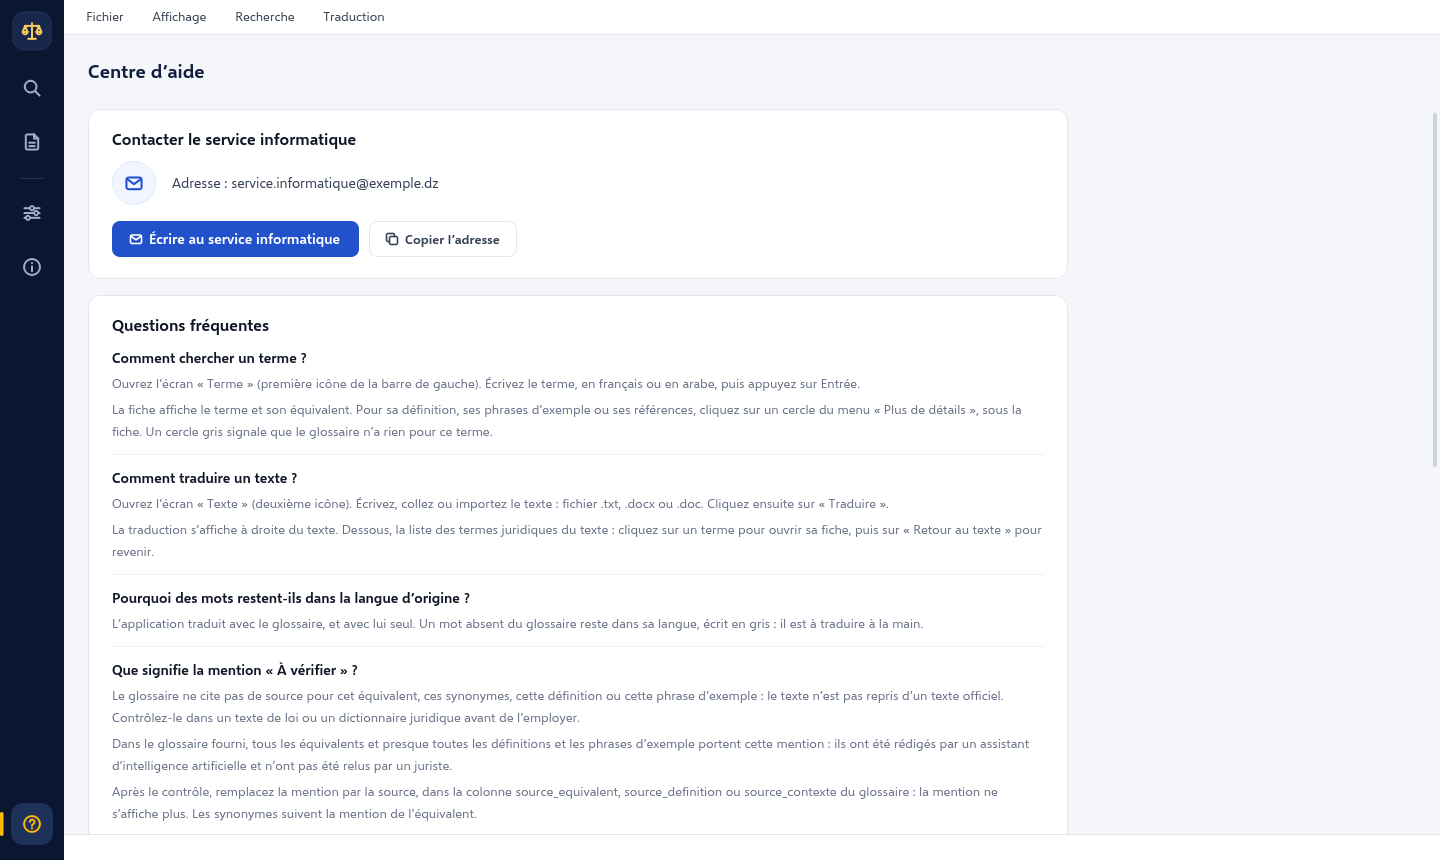 Fichier Affichage Recherche Traduction
Centre d’aide
Contacter le service informatique
Adresse : service.informatique@exemple.dz
Écrire au service informatique Copier l’adresse
Questions fréquentes
Comment chercher un terme ?
Ouvrez l’écran « Terme » (première icône de la barre de gauche). Écrivez le terme, en français ou en arabe, puis appuyez sur Entrée.
La fiche affiche le terme et son équivalent. Pour sa définition, ses phrases d’exemple ou ses références, cliquez sur un cercle du menu « Plus de détails », sous la
fiche. Un cercle gris signale que le glossaire n’a rien pour ce terme.
Comment traduire un texte ?
Ouvrez l’écran « Texte » (deuxième icône). Écrivez, collez ou importez le texte : fichier .txt, .docx ou .doc. Cliquez ensuite sur « Traduire ».
La traduction s’affiche à droite du texte. Dessous, la liste des termes juridiques du texte : cliquez sur un terme pour ouvrir sa fiche, puis sur « Retour au texte » pour
revenir.
Pourquoi des mots restent-ils dans la langue d’origine ?
L’application traduit avec le glossaire, et avec lui seul. Un mot absent du glossaire reste dans sa langue, écrit en gris : il est à traduire à la main.
Que signifie la mention « À vérifier » ?
Le glossaire ne cite pas de source pour cet équivalent, ces synonymes, cette définition ou cette phrase d’exemple : le texte n’est pas repris d’un texte officiel.
Contrôlez-le dans un texte de loi ou un dictionnaire juridique avant de l’employer.
Dans le glossaire fourni, tous les équivalents et presque toutes les définitions et les phrases d’exemple portent cette mention : ils ont été rédigés par un assistant
d’intelligence artificielle et n’ont pas été relus par un juriste.
Après le contrôle, remplacez la mention par la source, dans la colonne source_equivalent, source_definition ou source_contexte du glossaire : la mention ne
s’affiche plus. Les synonymes suivent la mention de l’équivalent.